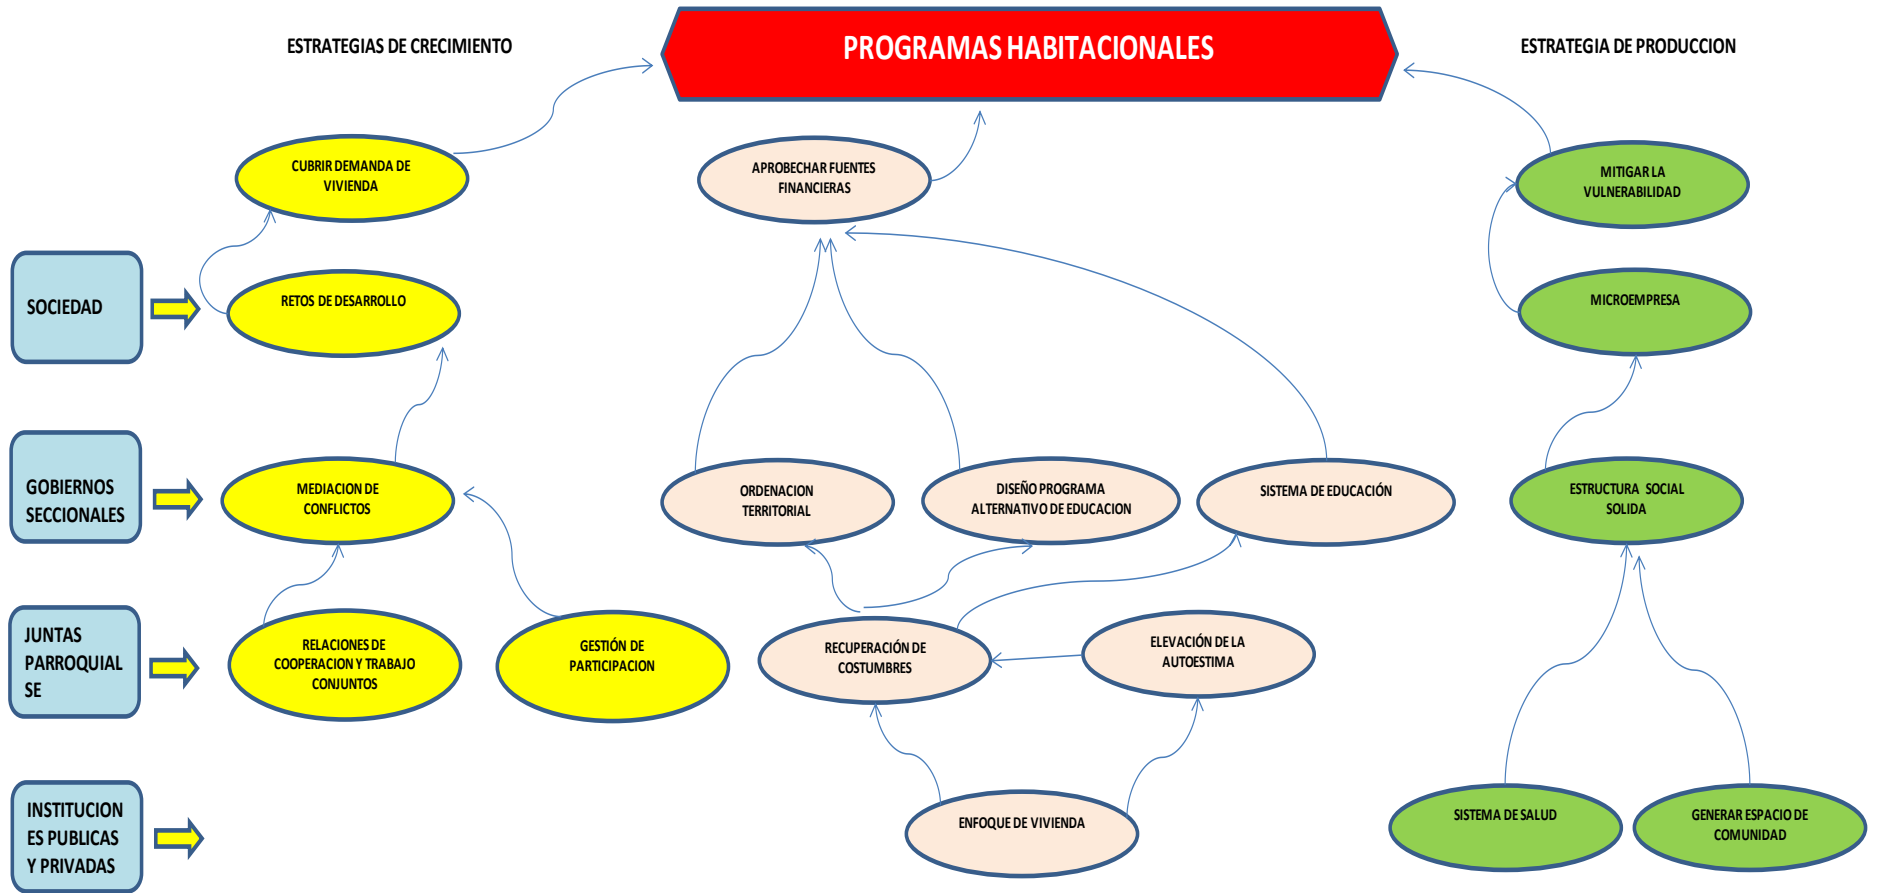 ESTRATEGIAS DE CRECIMIENTO
PROGRAMAS HABITACIONALES
ESTRATEGIA DE PRODUCCION
CUBRIR DEMANDA DE
VIVIENDA
APROBECHAR FUENTES
FINANCIERAS
MITIGAR LA
VULNERABILIDAD
SOCIEDAD
RETOS DE DESARROLLO
MICROEMPRESA
GOBIERNOS
SECCIONALES
MEDIACION DE
CONFLICTOS
ORDENACION
TERRITORIAL
DISEÑO PROGRAMA
ALTERNATIVO DE EDUCACION
SISTEMA DE EDUCACIÓN
ESTRUCTURA SOCIAL
SOLIDA
JUNTAS
PARROQUIAL
SE
RELACIONES DE
COOPERACION Y TRABAJO
CONJUNTOS
GESTIÓN DE
PARTICIPACION
RECUPERACIÓN DE
COSTUMBRES
ELEVACIÓN DE LA
AUTOESTIMA
INSTITUCION
ES PUBLICAS
Y PRIVADAS
ENFOQUE DE VIVIENDA
SISTEMA DE SALUD
GENERAR ESPACIO DE
COMUNIDAD